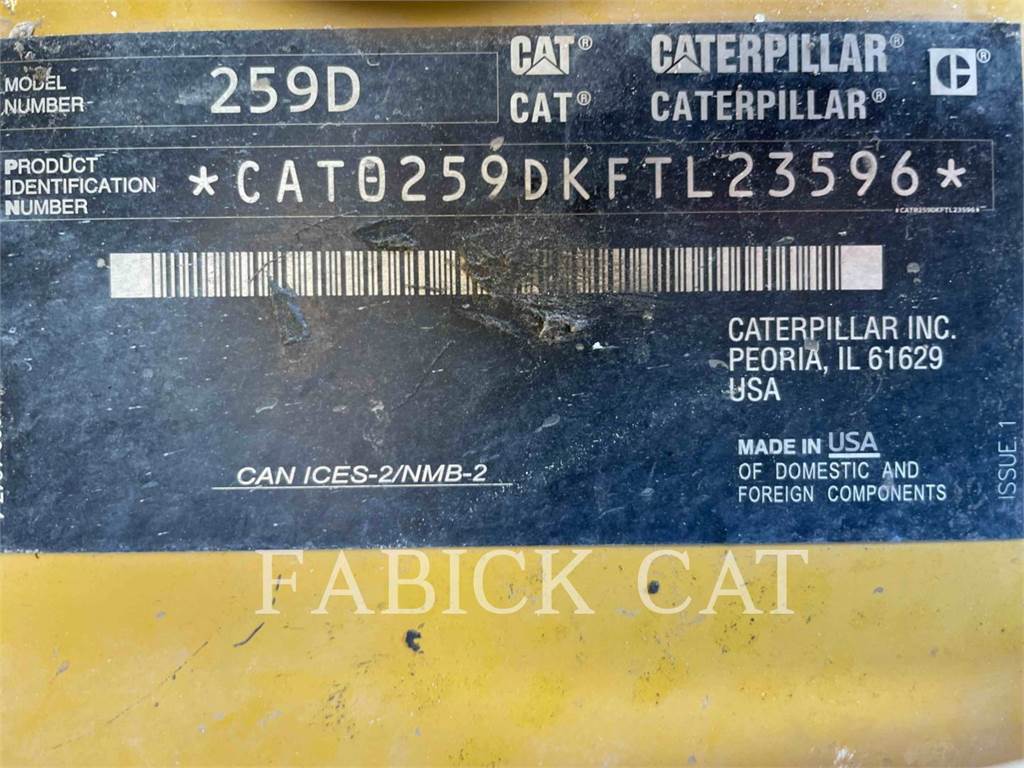 MODEL
NUMBER
259D
CAT® CATERPILLAR® C®
CAT® CATERPILLAR®
PRODUCT
IDENTIFICATION
NUMBER
*CAT0259DKFTL23596*
*CAT0259DKFTL23596*
CATERPILLAR INC.
PEORIA, IL 61629
USA
MADE IN USA
OF DOMESTIC AND
FOREIGN COMPONENTS
CAN ICES-2/NMB-2
ISSUE 1
FABICK CAT